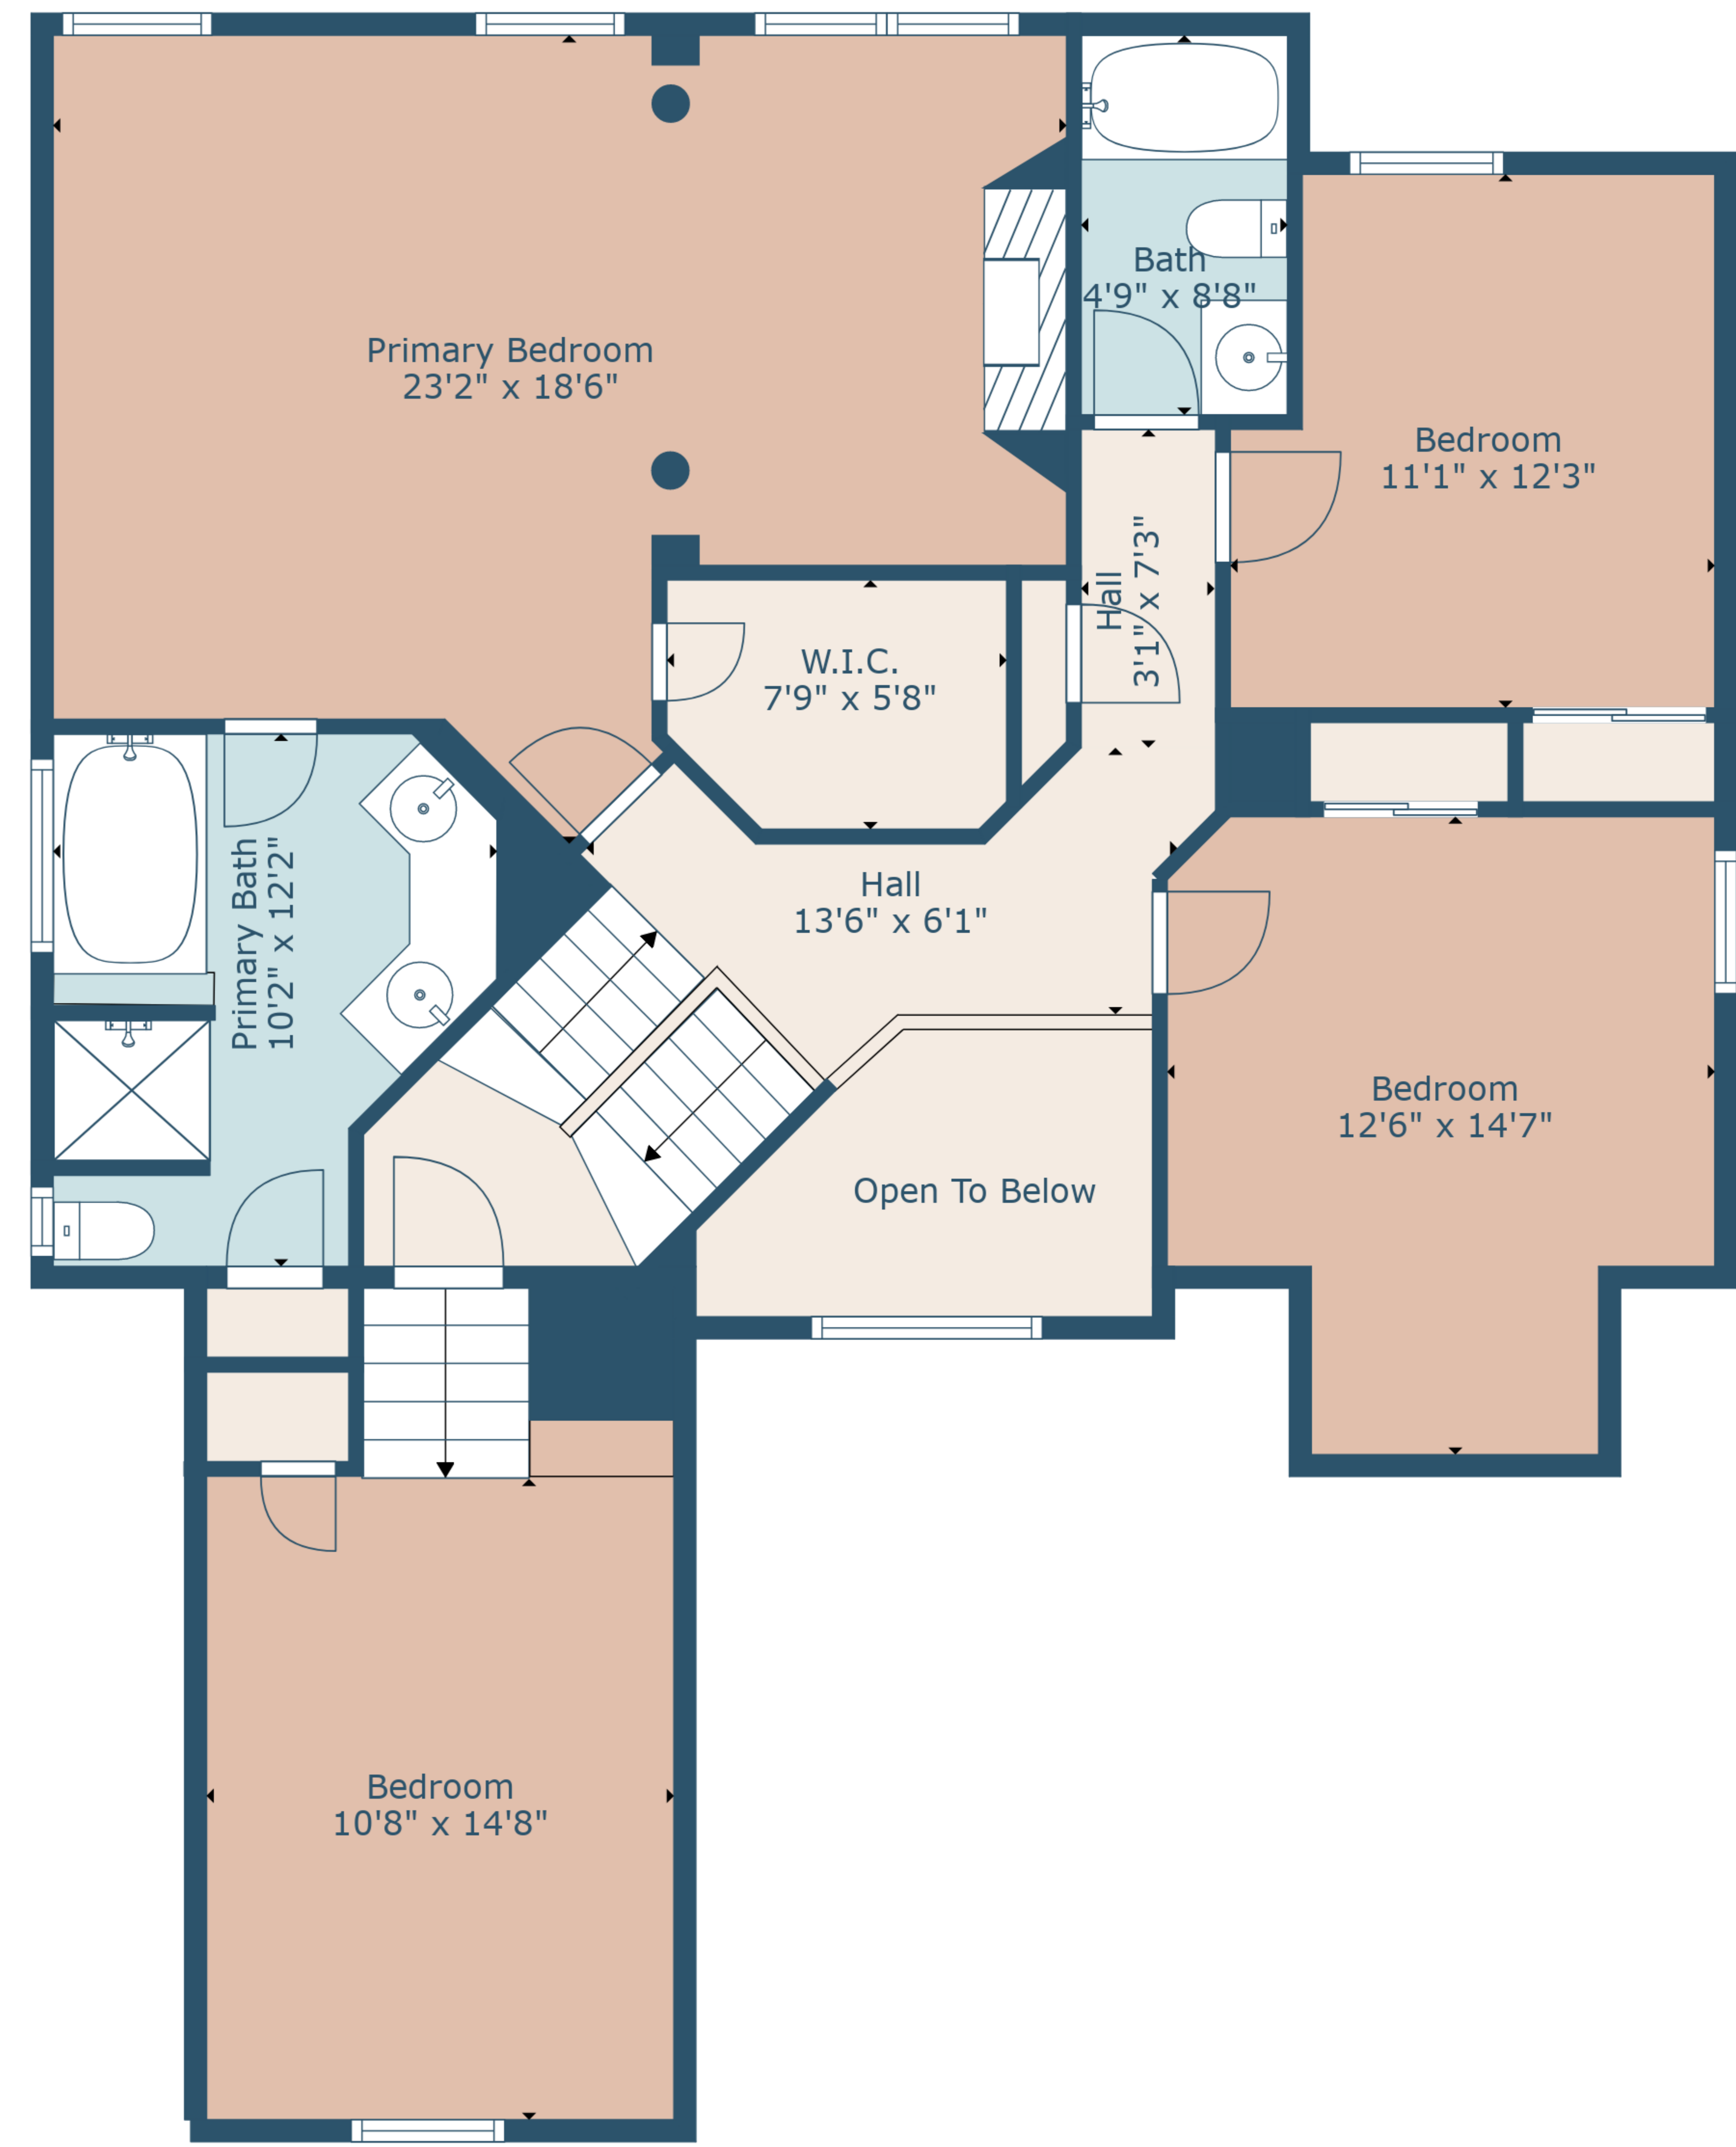 Primary Bedroom
23'2" x 18'6"
Bath
4'9" x 8'8"
Bedroom
11'1" x 12'3"
Hall
3'1" x 7'3"
W.I.C.
7'9" x 5'8"
Primary Bath
10'2" x 12'2"
Hall
13'6" x 6'1"
Bedroom
12'6" x 14'7"
Open To Below
Bedroom
10'8" x 14'8"